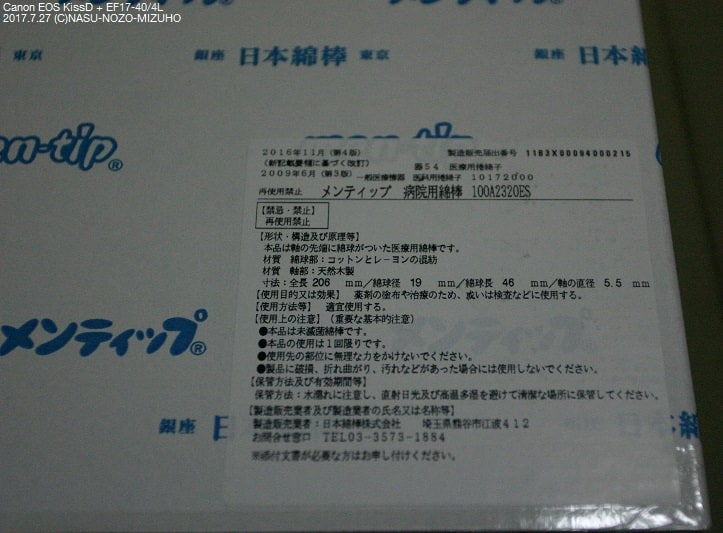 Canon EOS KissD + EF17-40/4L
2017.7.27 (C)NASU-NOZO-MIZUHO
東京 銀座 日本綿棒 東京 銀座 日本綿
men-tip®
メンティップ®
銀座
2016年11月(第4版) 製造販売届出番号 11B3X00094000215
(新記載要領に基づく改訂) 器54 医療用捲綿子
2009年6月(第3版) 一般医療機器 医科用捲綿子 10172000
再使用禁止 メンティップ 病院用綿棒 100A2320ES
【禁忌・禁止】
再使用禁止
【形状・構造及び原理等】
本品は軸の先端に綿球がついた医療用綿棒です。
材質 綿球部:コットンとレーヨンの混紡
材質 軸部:天然木製
寸法:全長 206 mm/綿球径 19 mm/綿球長 46 mm/軸の直径 5.5 mm
【使用目的又は効果】 薬剤の塗布や治療のため、或いは検査などに使用する。
【使用方法等】 適宜使用する。
【使用上の注意】(重要な基本的注意)
●本品は未滅菌綿棒です。
●本品の使用は1回限りです。
●使用先の部位に無理な力をかけないでください。
●製品に破損、折れ曲がり、汚れなどがあった場合には使用しないでください。
【保管方法及び有効期間等】
保管方法:水濡れに注意し、直射日光及び高温多湿を避けて清潔な場所に保管してください。
【製造販売業者及び製造業者の氏名又は名称等】
製造販売業者:日本綿棒株式会社 埼玉県熊谷市江波412
お問合せ窓口 TEL03-3573-1884
※添付文書が必要な方はお申し付けください。